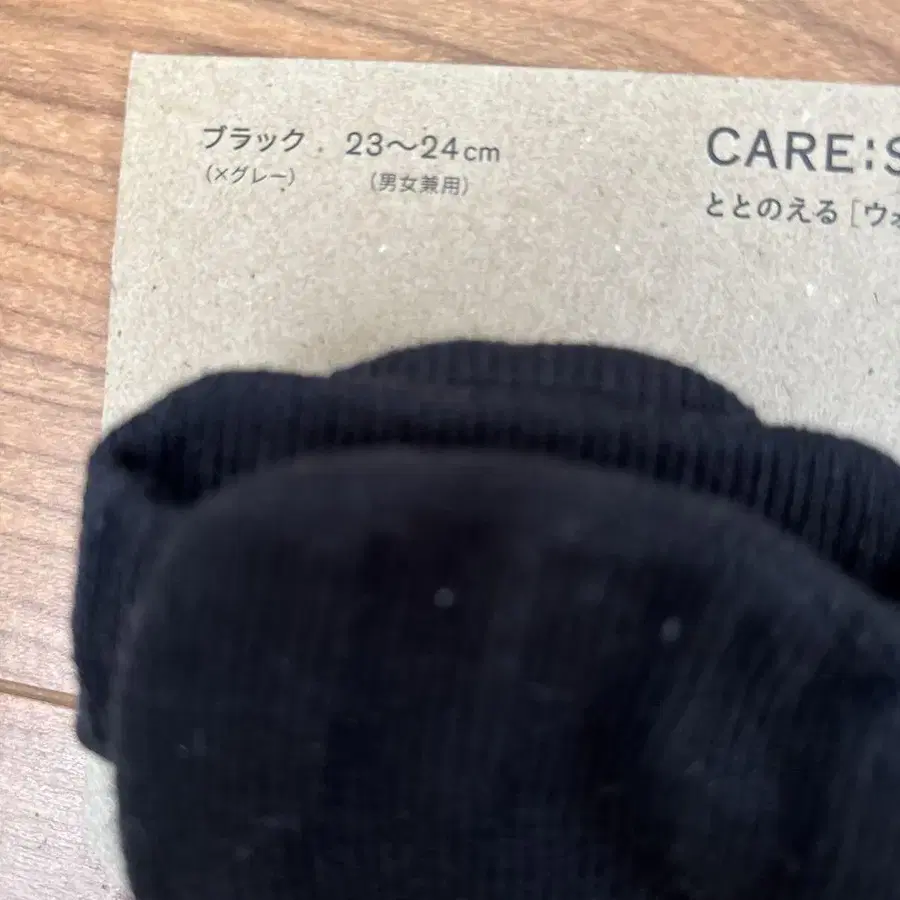 ブラック 23〜24cm
(×グレー) (男女兼用)
CARE:S
ととのえる [ウォ